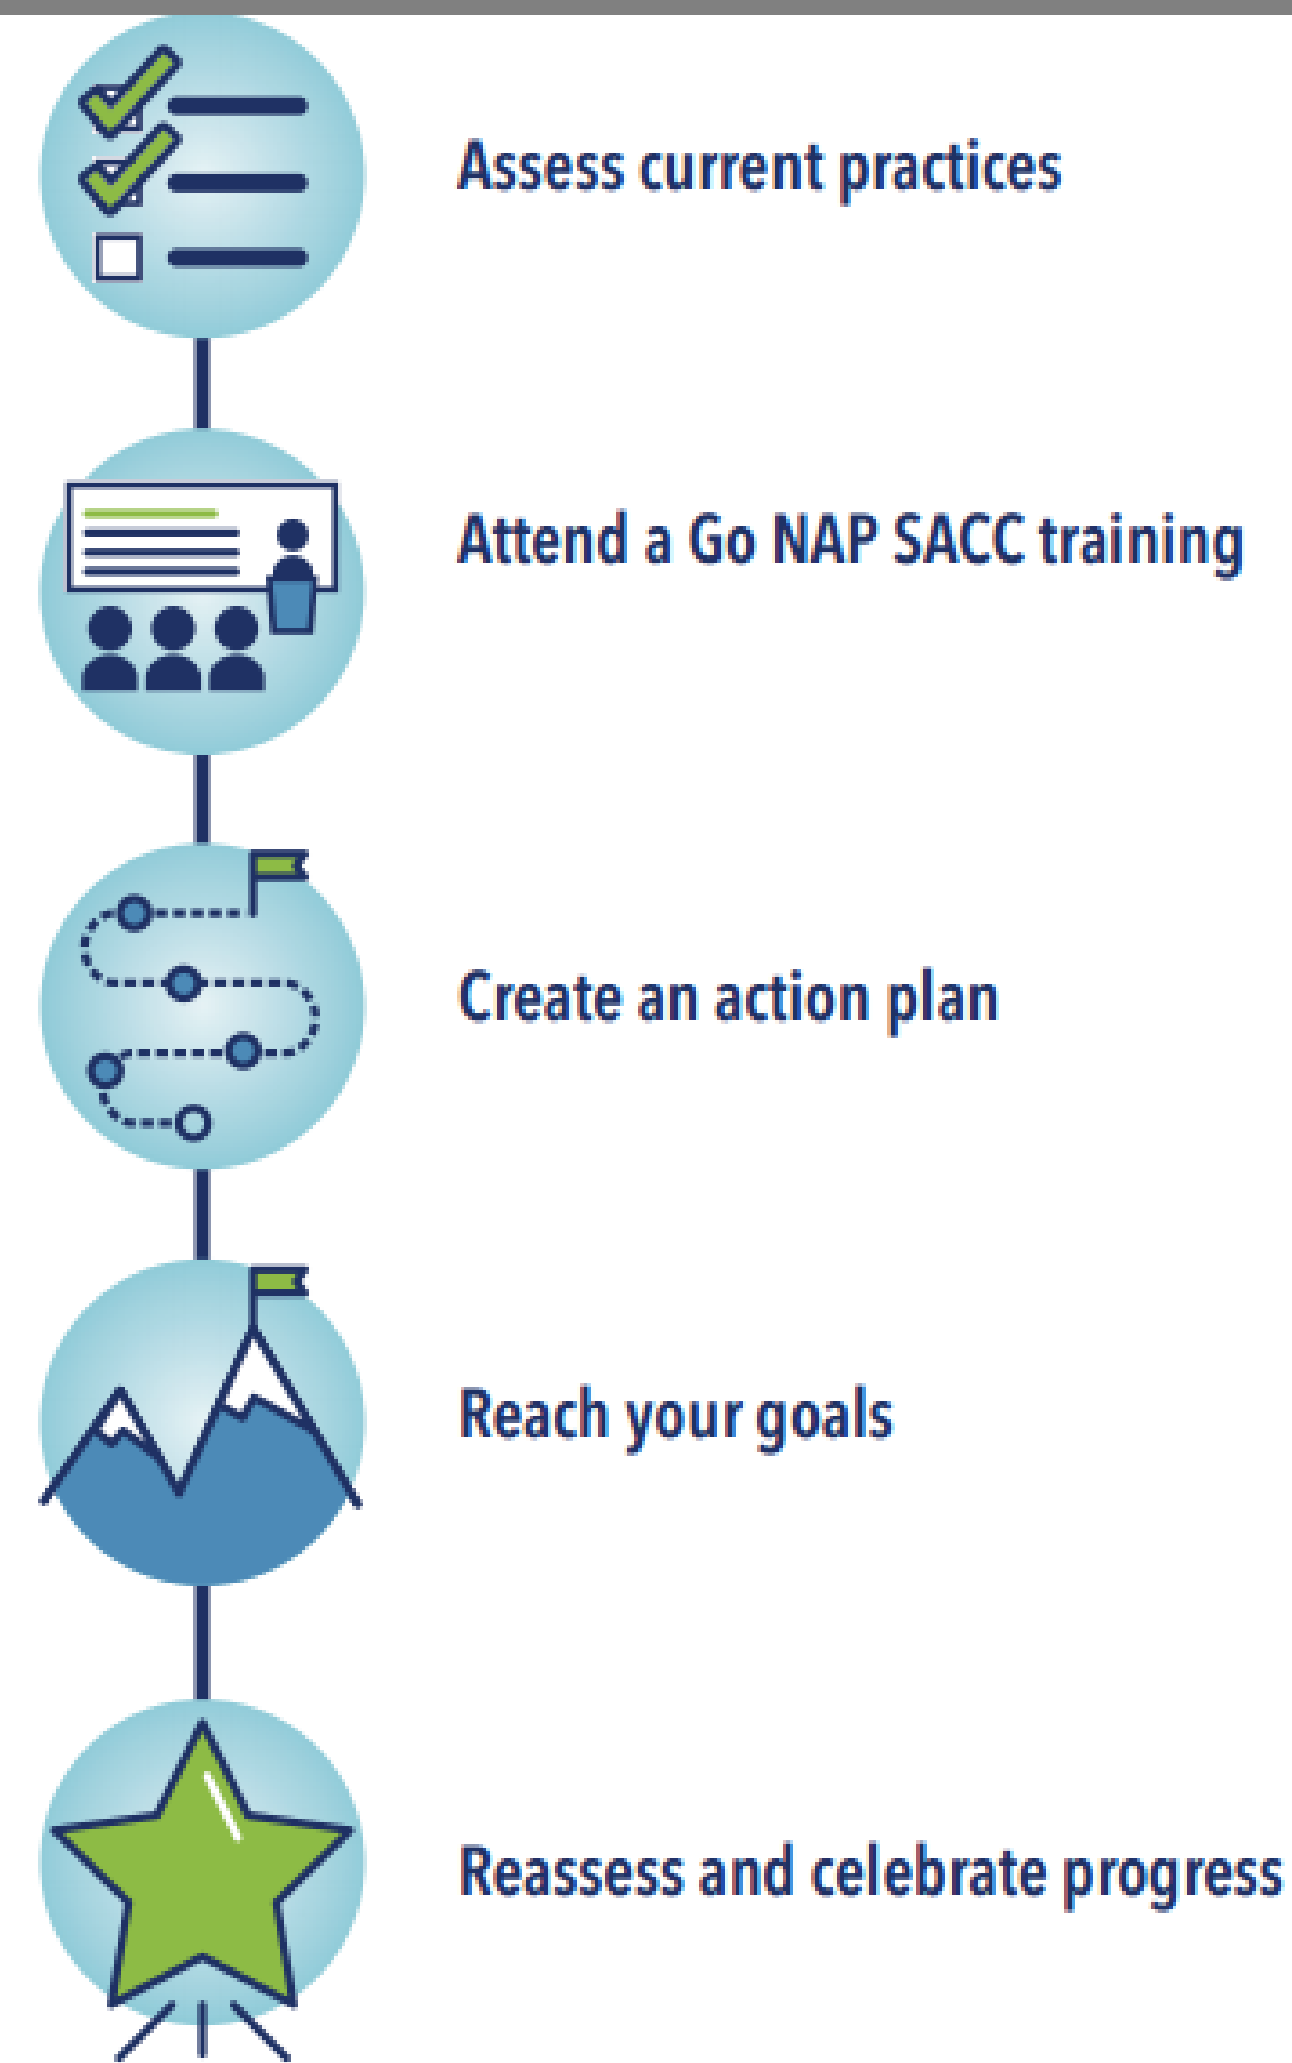 Assess current practices
Attend a Go NAP SACC training
Create an action plan
Reach your goals
Reassess and celebrate progress